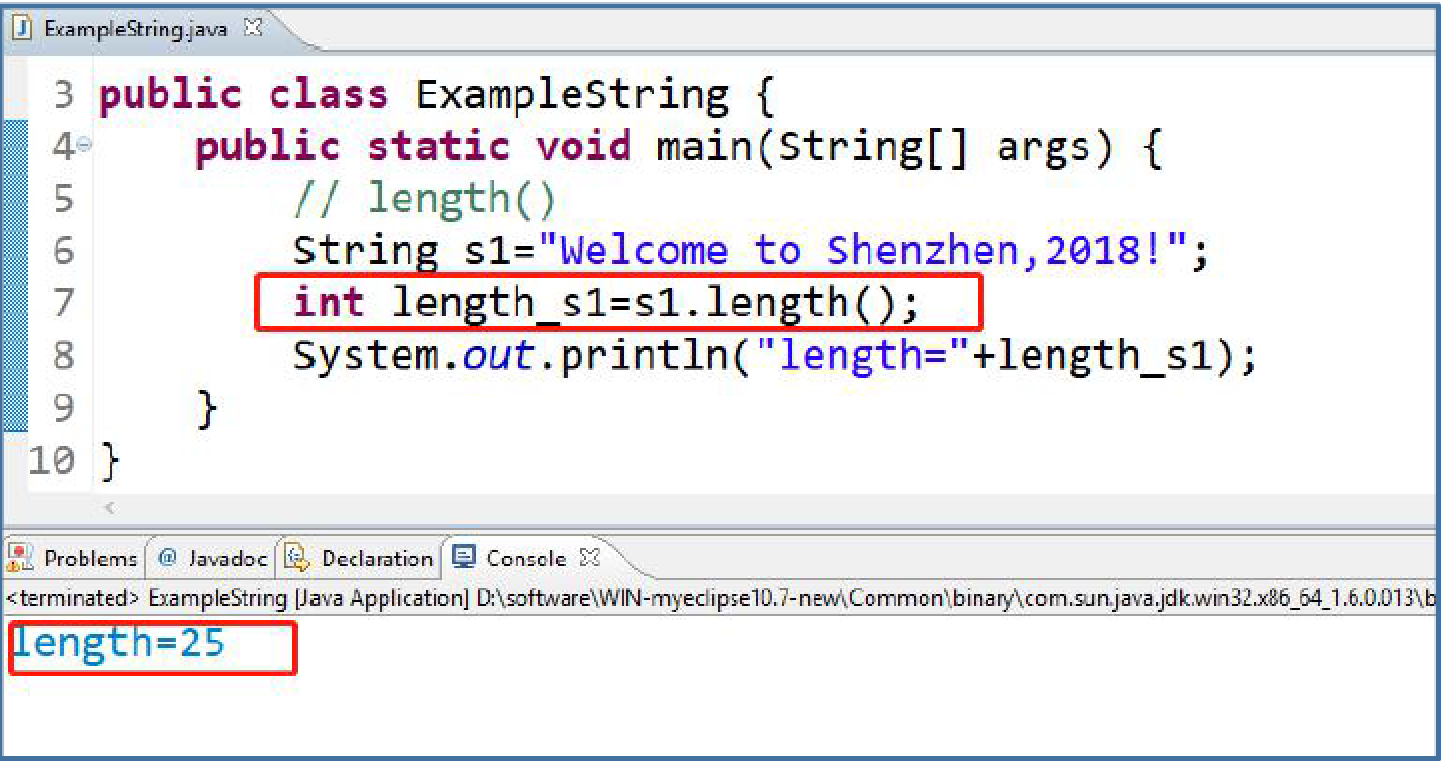 ExampleString.java
3 public class ExampleString {
4 public static void main(String[] args) {
5 // length()
6 String s1="Welcome to Shenzhen,2018!";
7 int length_s1=s1.length();
8 System.out.println("length="+length_s1);
9 }
10 }
Problems @ Javadoc Declaration Console
<terminated> ExampleString [Java Application] D:\software\WIN-myeclipse10.7-new\Common\binary\com.sun.java.jdk.win32.x86_64_1.6.0.013\b
length=25